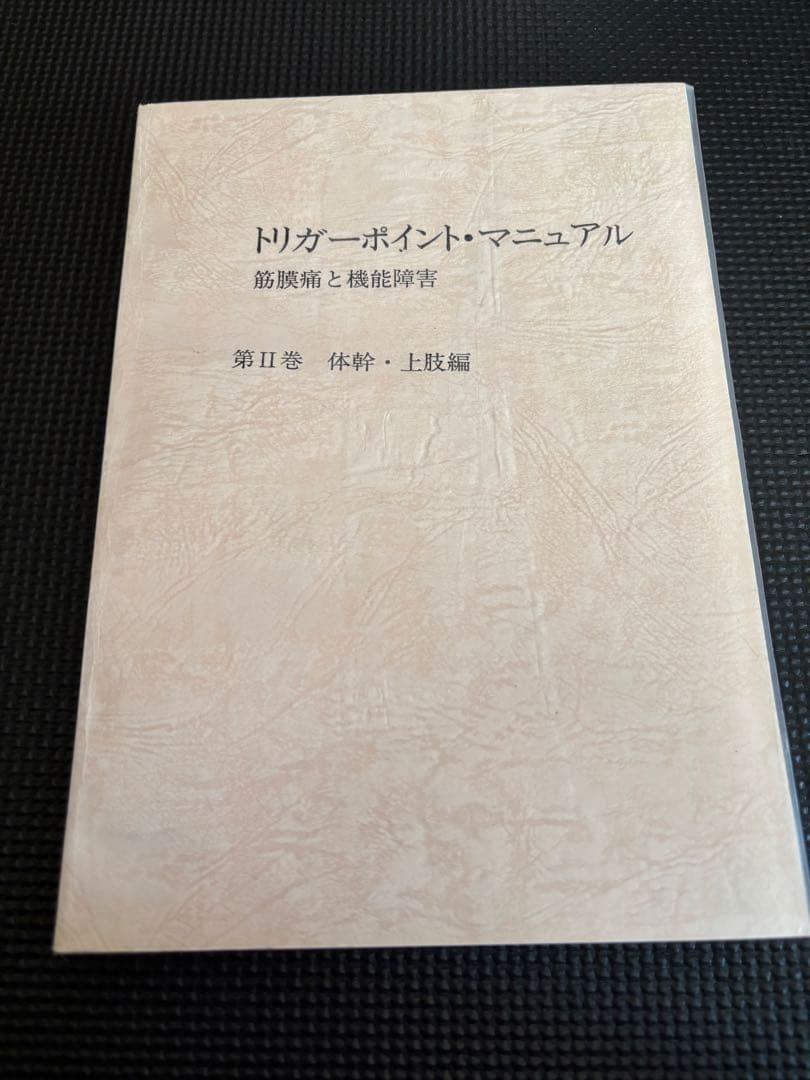 トリガーポイント・マニュアル
筋膜痛と機能障害
第II巻 体幹・上肢編